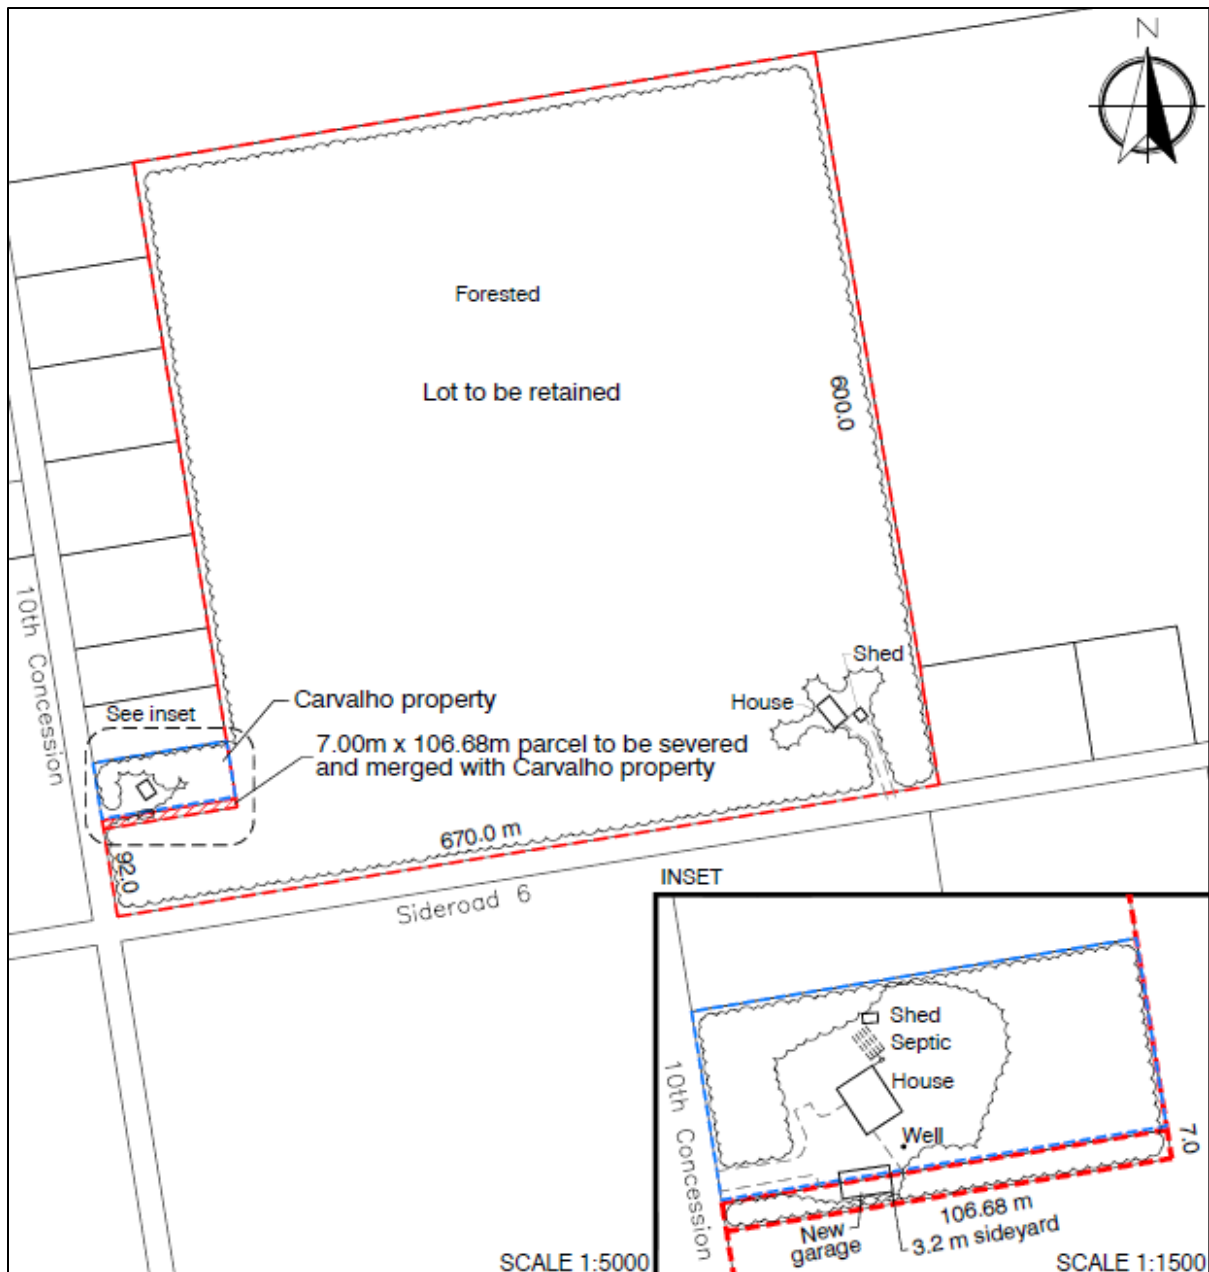 N
Forested
Lot to be retained
600.0
10th Concession
Shed
House
Carvalho property
See inset
7.00m x 106.68m parcel to be severed
and merged with Carvalho property
670.0 m
92.0
Sideroad 6
INSET
Shed
Septic
House
10th Concession
Well
7.0
106.68 m
New
garage
3.2 m sideyard
SCALE 1:5000
SCALE 1:1500